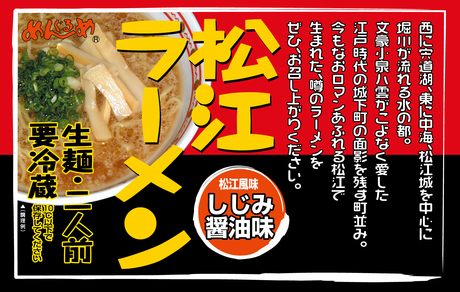 めんじるめ®
松江
ラーメン
生麺・二人前
要冷蔵
10℃以下で
保存してください
▲(調理例)
松江風味
しじみ
醤油味
西に宍道湖、東に中海、松江城を中心に
堀川が流れる水の都。
文豪小泉八雲がこよなく愛した
江戸時代の城下町の面影を残す町並み。
今もなおロマンあふれる松江で
生まれた、噂のラーメンを
ぜひ、お召し上がりください。